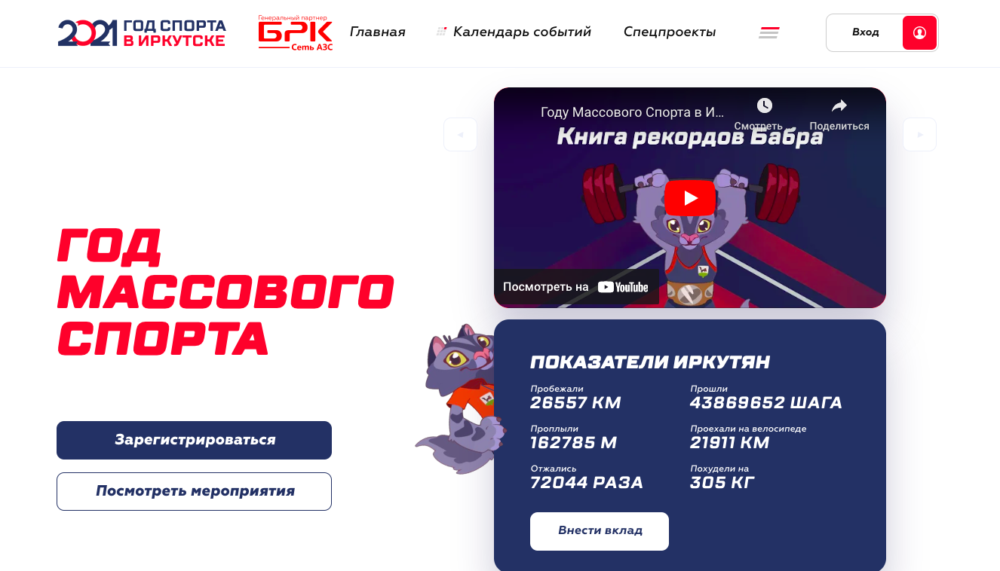 2021 ГОД СПОРТА
В ИРКУТСКЕ
Генеральный партнер
БРК
Сеть АЗС
Главная
Календарь событий
Спецпроекты
Вход
Году Массового Спорта в И...
Смотреть ...
Поделиться
Книга рекордов Бабра
Посмотреть на YouTube
ГОД
МАССОВОГО
СПОРТА
Зарегистрироваться
Посмотреть мероприятия
ПОКАЗАТЕЛИ ИРКУТЯН
Пробежали
26557 КМ
Прошли
43869652 ШАГА
Проплыли
162785 М
Проехали на велосипеде
21911 КМ
Отжались
72044 РАЗА
Похудели на
305 КГ
Внести вклад